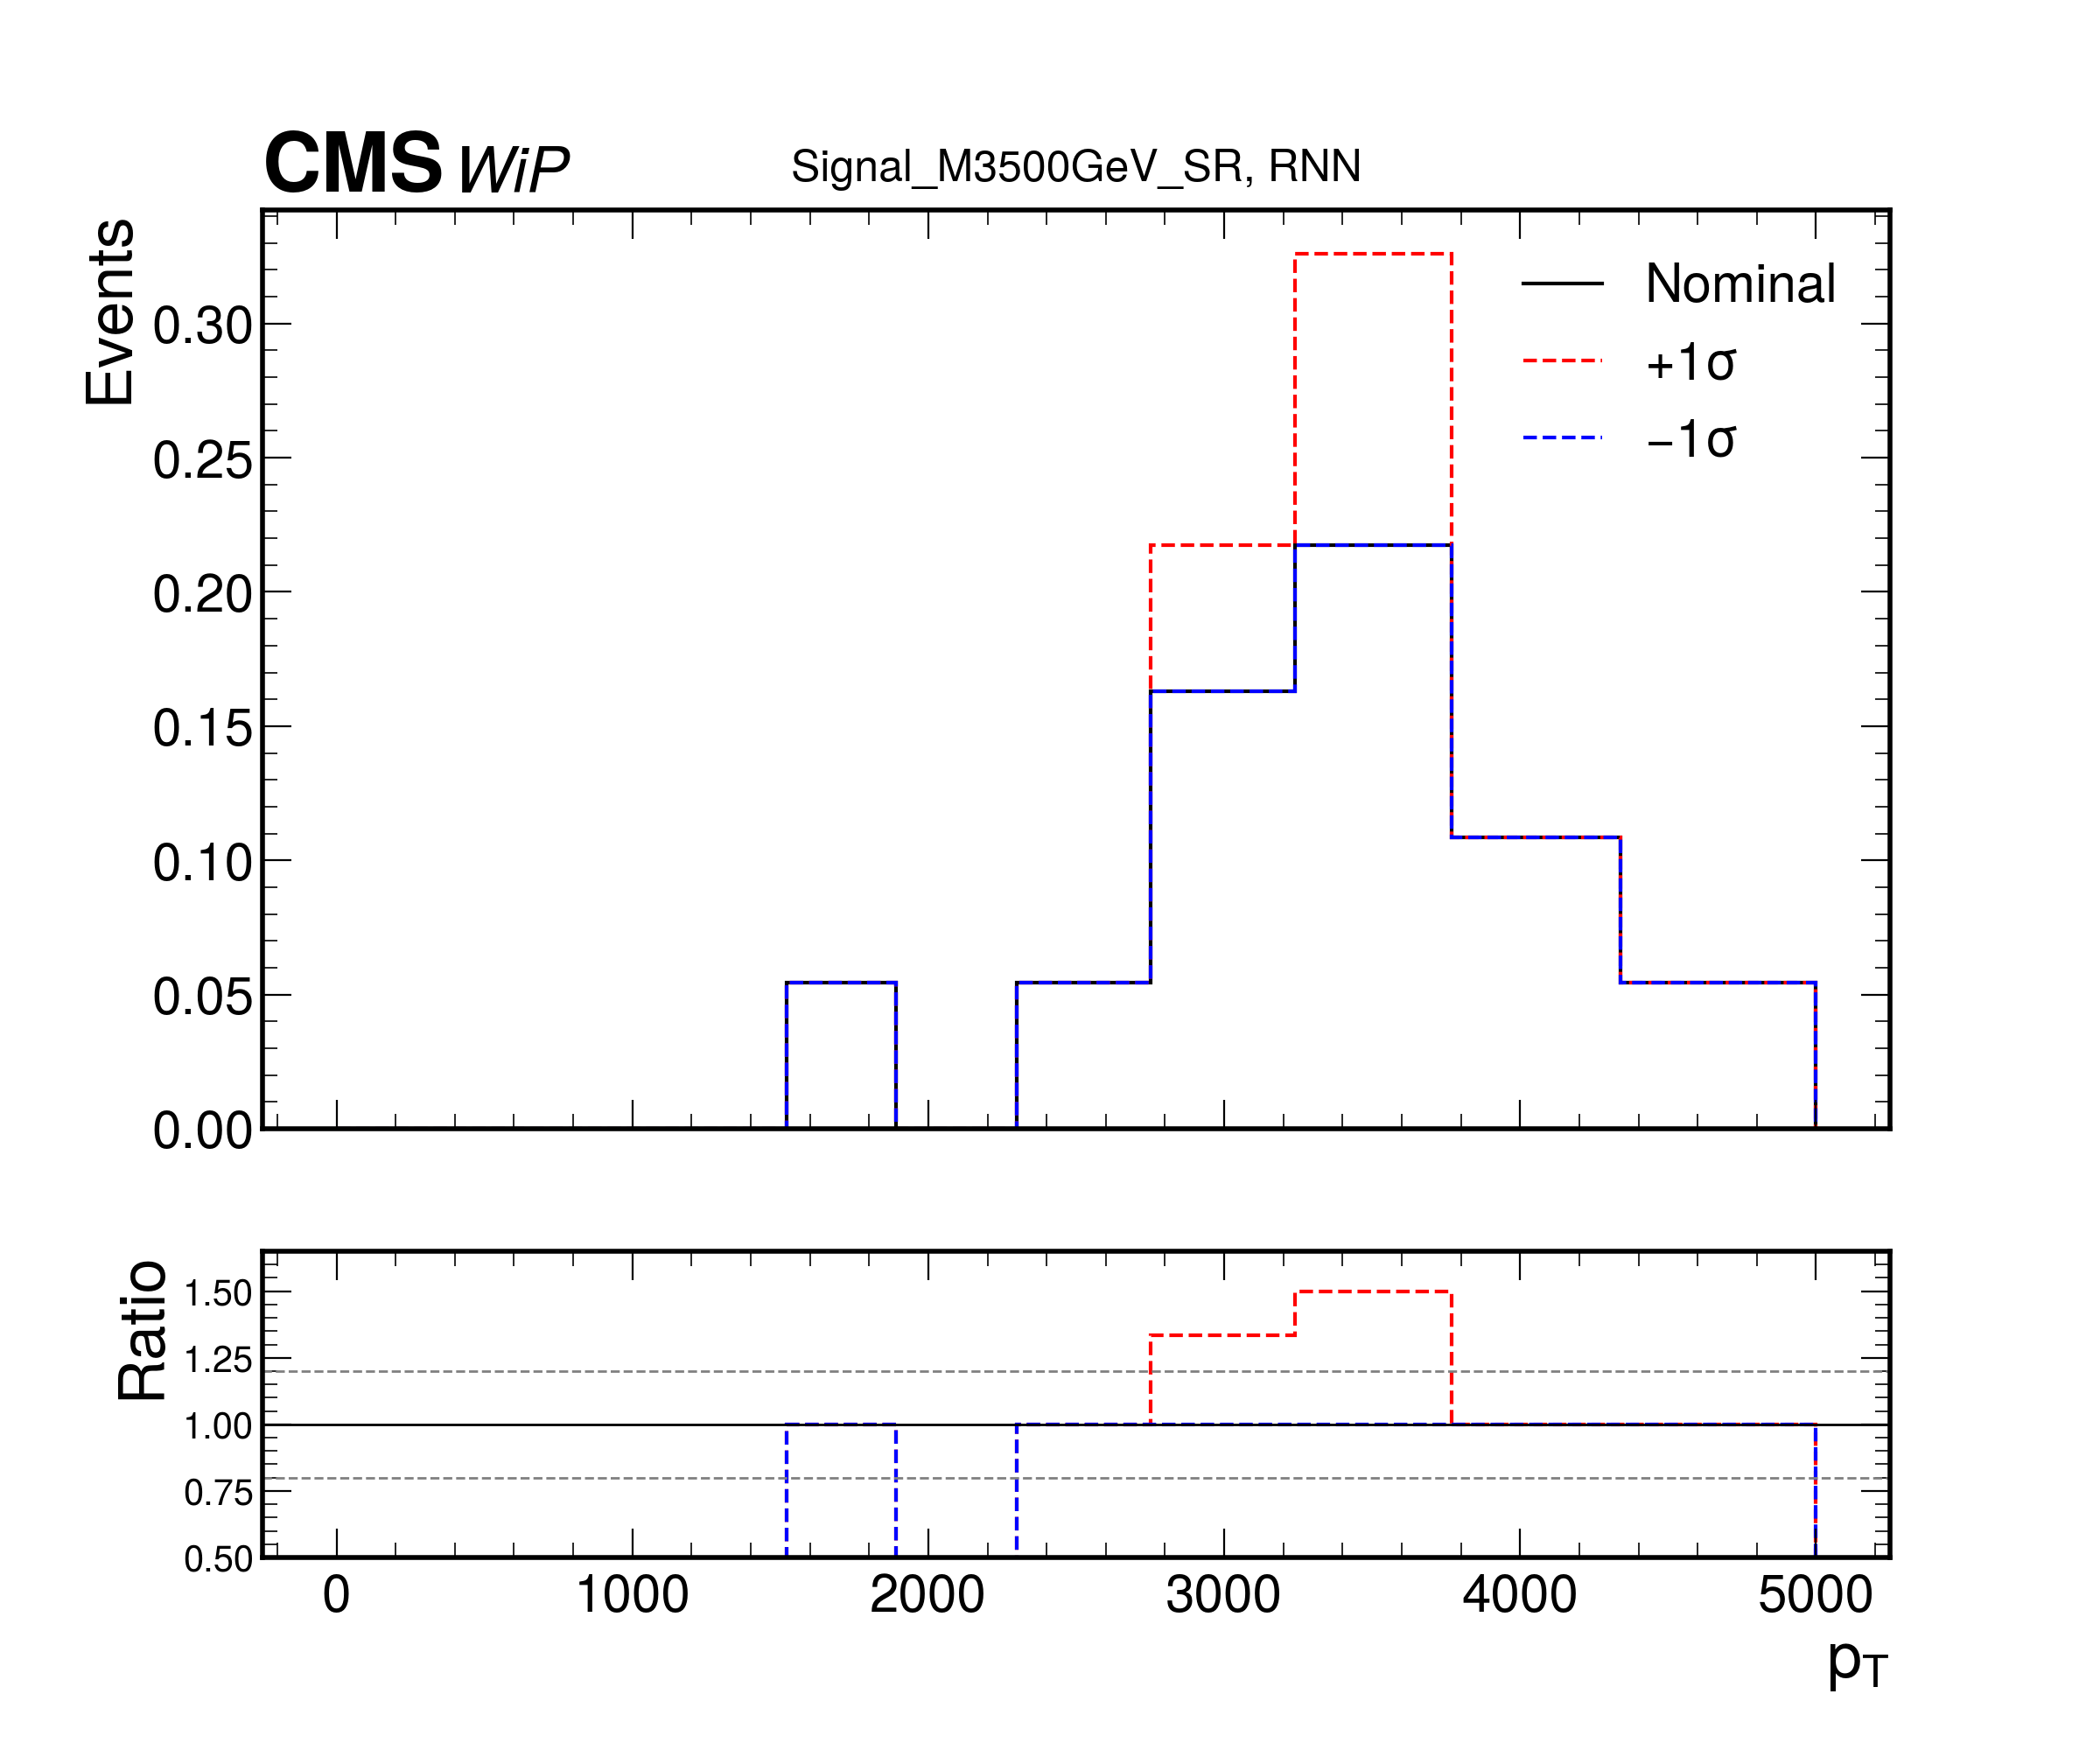 CMS WiP
Signal_M3500GeV_SR, RNN
Events
0.30
0.25
0.20
0.15
0.10
0.05
0.00
Nominal
+1σ
−1σ
Ratio
1.50
1.25
1.00
0.75
0.50
0 1000 2000 3000 4000 5000
pT